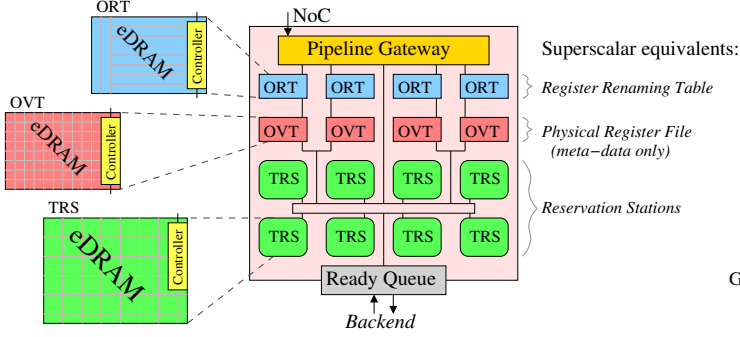 ORT
eDRAM
Controller
OVT
eDRAM
Controller
TRS
eDRAM
Controller
NoC
Pipeline Gateway
ORT ORT ORT ORT
OVT OVT OVT OVT
TRS TRS TRS TRS
TRS TRS TRS TRS
Ready Queue
Backend
Superscalar equivalents:
Register Renaming Table
Physical Register File
(meta−data only)
Reservation Stations
G